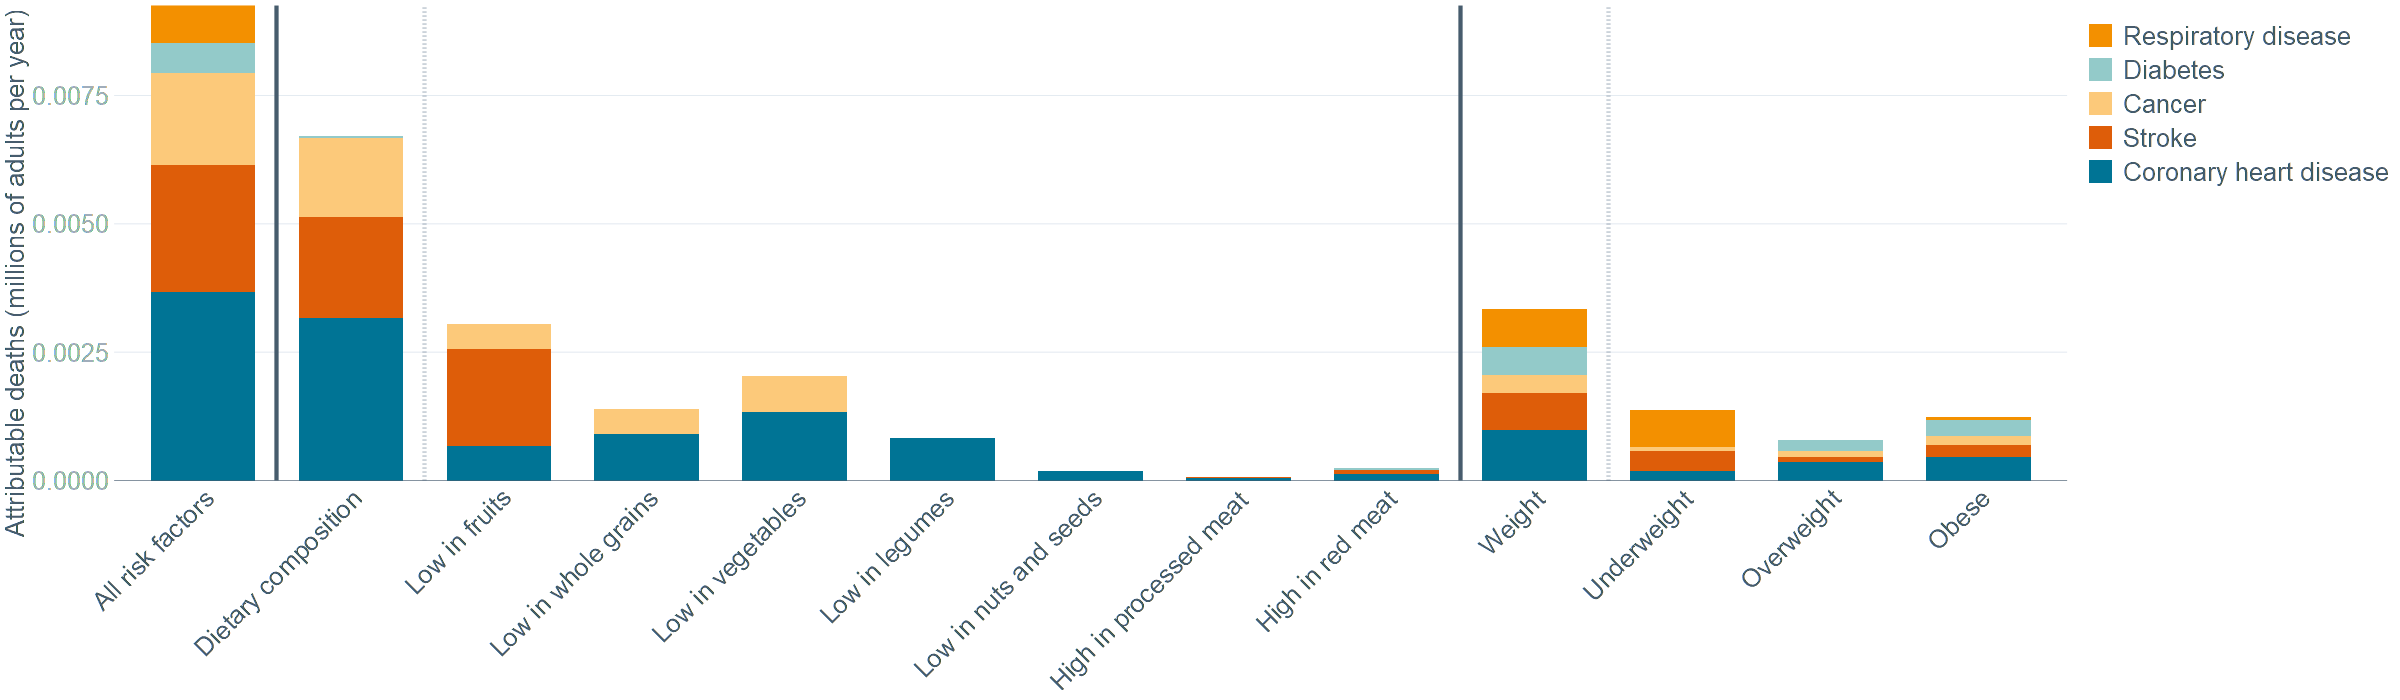 Attributable deaths (millions of adults per year)
0.0075
0.0050
0.0025
0.0000
All risk factors
Dietary composition
Low in fruits
Low in whole grains
Low in vegetables
Low in legumes
Low in nuts and seeds
High in processed meat
High in red meat
Weight
Underweight
Overweight
Obese
Respiratory disease
Diabetes
Cancer
Stroke
Coronary heart disease